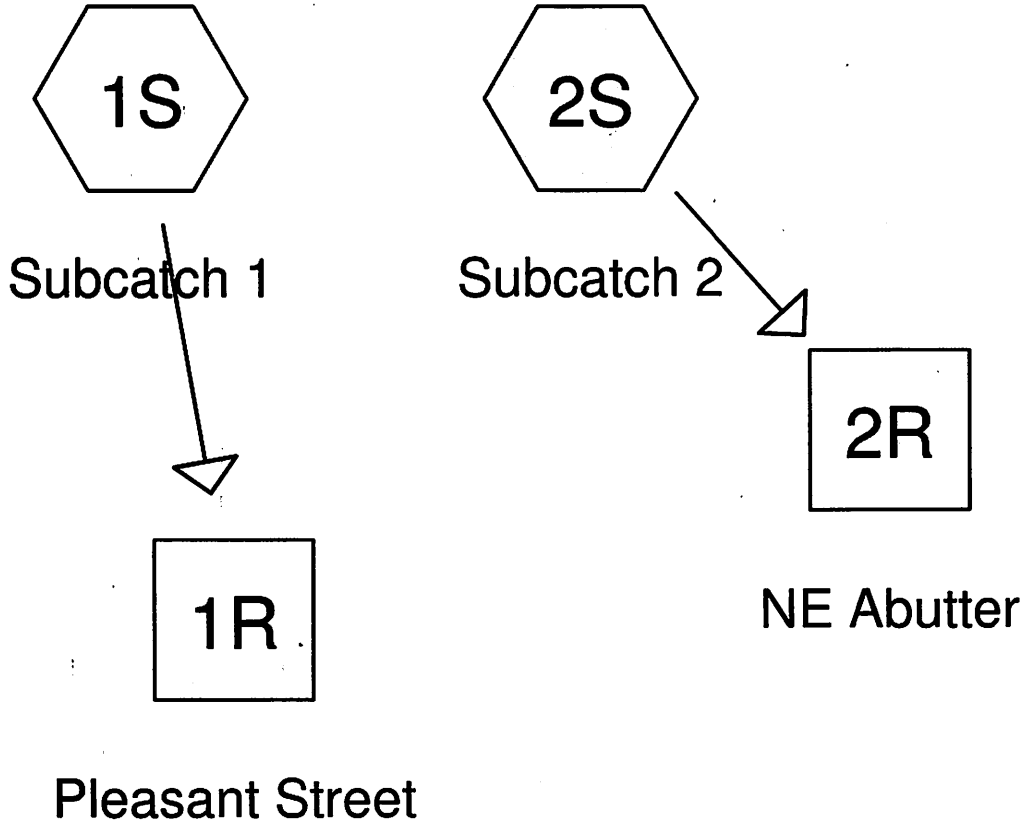 1S
2S
Subcatch 1
Subcatch 2
2R
NE Abutter
1R
Pleasant Street